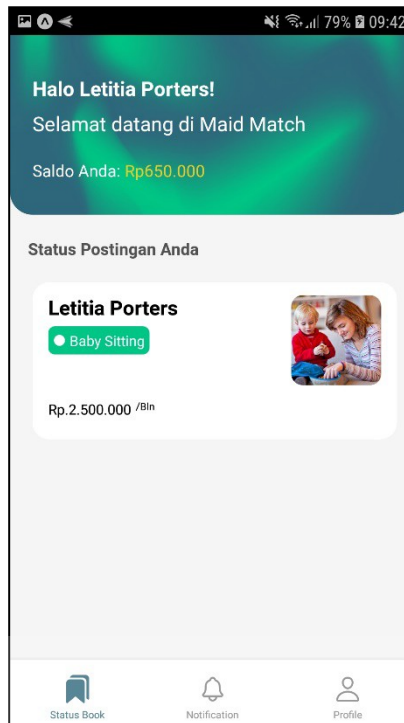 79% 09:42
Halo Letitia Porters!
Selamat datang di Maid Match
Saldo Anda: Rp650.000
Status Postingan Anda
Letitia Porters
Baby Sitting
Rp.2.500.000 /Bln
Status Book Notification Profile